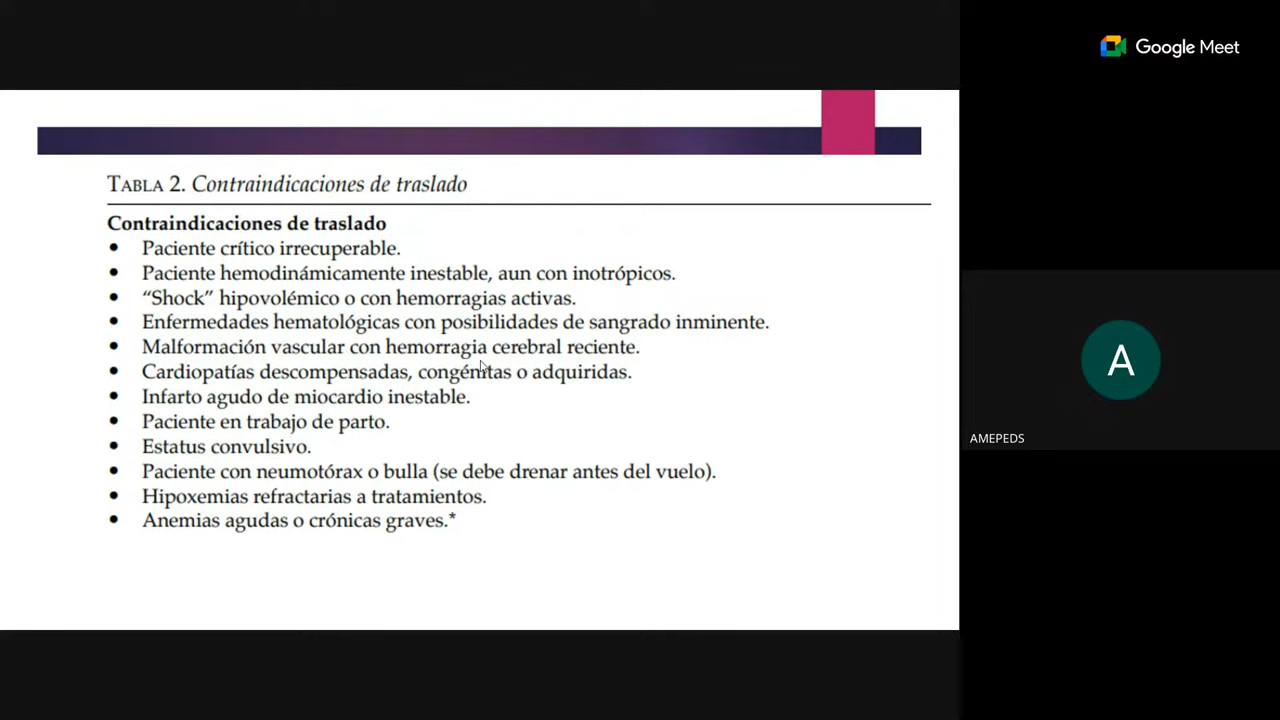 Google Meet
TABLA 2. Contraindicaciones de traslado
Contraindicaciones de traslado
• Paciente crítico irrecuperable.
• Paciente hemodinámicamente inestable, aun con inotrópicos.
• “Shock” hipovolémico o con hemorragias activas.
• Enfermedades hematológicas con posibilidades de sangrado inminente.
• Malformación vascular con hemorragia cerebral reciente.
• Cardiopatías descompensadas, congénitas o adquiridas.
• Infarto agudo de miocardio inestable.
• Paciente en trabajo de parto.
• Estatus convulsivo.
• Paciente con neumotórax o bulla (se debe drenar antes del vuelo).
• Hipoxemias refractarias a tratamientos.
• Anemias agudas o crónicas graves.*
A
AMEPEDS